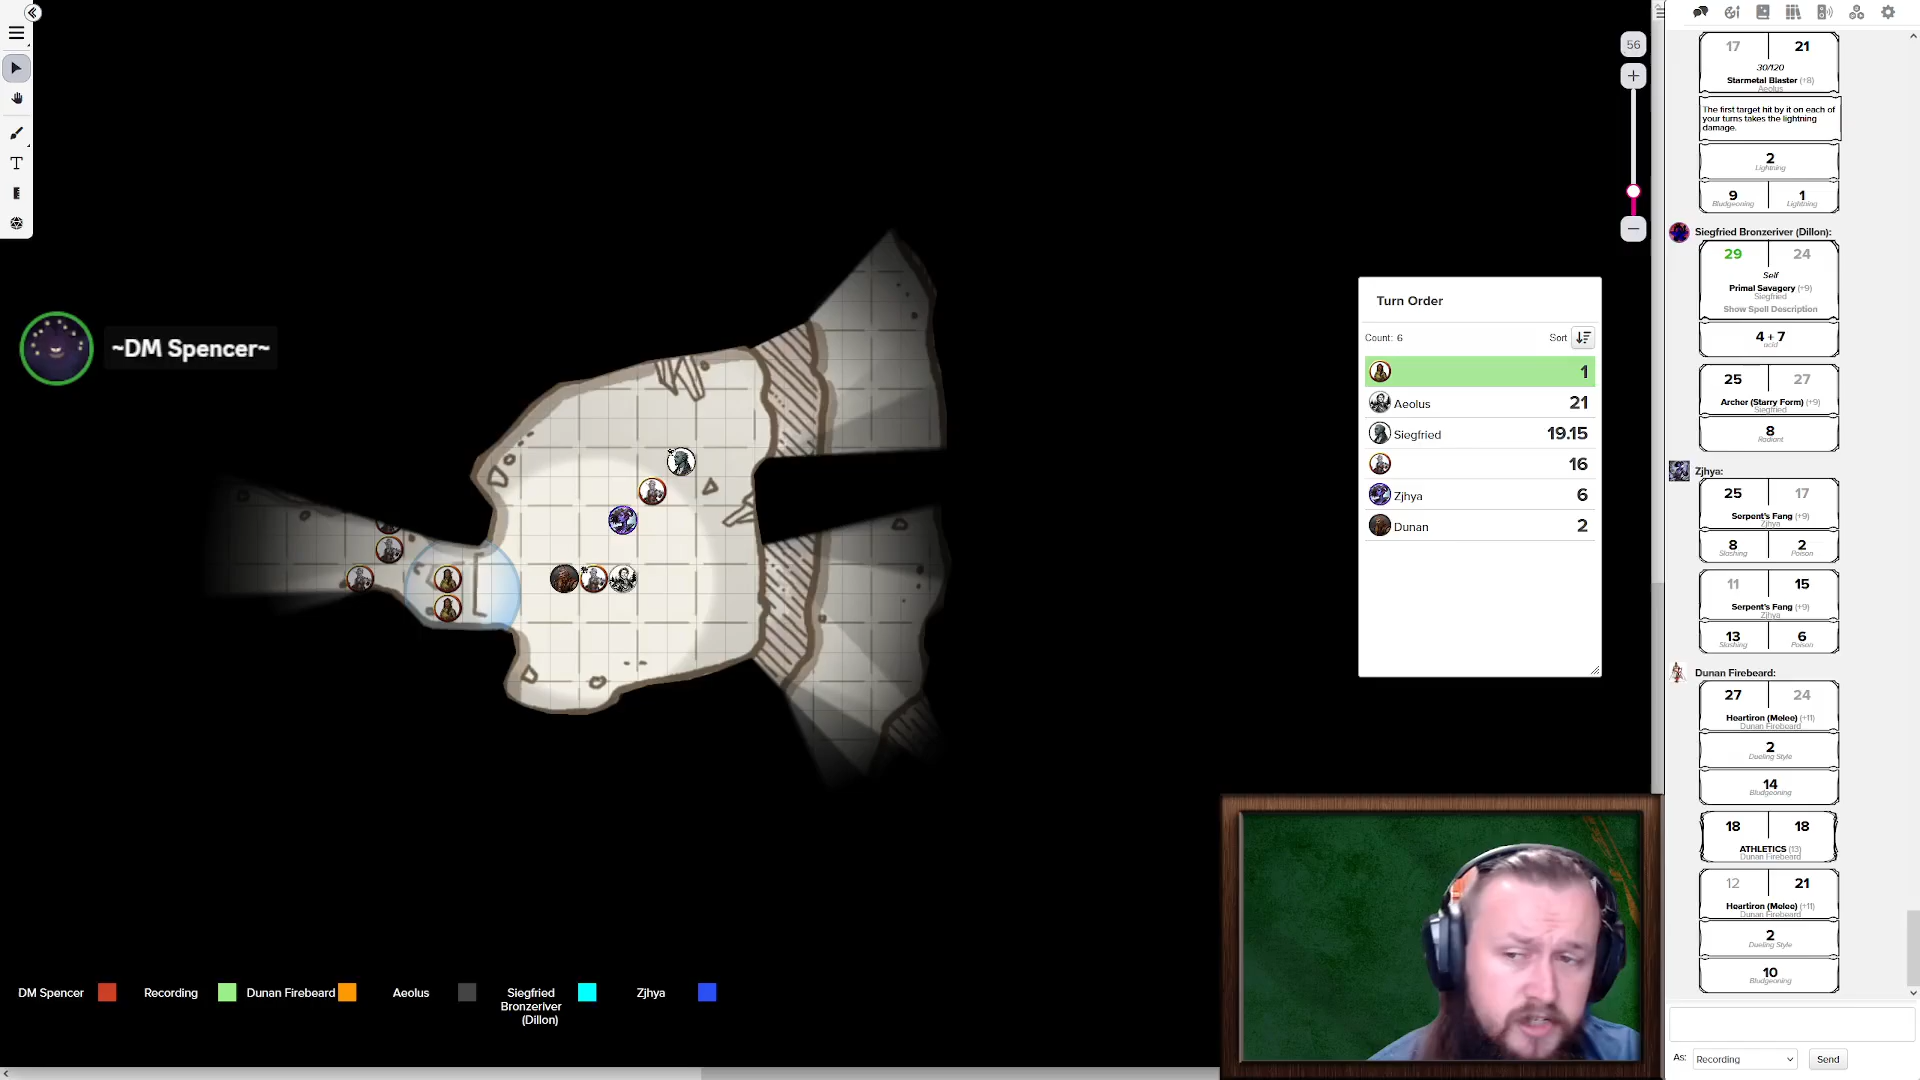 56
~DM Spencer~
Turn Order
Count: 6
Sort
1
Aeolus 21
Siegfried 19.15
16
Zjhya 6
Dunan 2
DM Spencer
Recording
Dunan Firebeard
Aeolus
Siegfried
Bronzeriver
(Dillon)
Zjhya
17 21
30/120
Starmetal Blaster (+8)
Aeolus
The first target hit by it on each of
your turns takes the lightning
damage.
2
Lightning
9 1
Bludgeoning Lightning
Siegfried Bronzeriver (Dillon):
29 24
Self
Primal Savagery (+9)
Siegfried
Show Spell Description
4 + 7
acid
25 27
Archer (Starry Form) (+9)
Siegfried
8
Radiant
Zjhya:
25 17
Serpent's Fang (+9)
Zjhya
8 2
Slashing Poison
11 15
Serpent's Fang (+9)
Zjhya
13 6
Slashing Poison
Dunan Firebeard:
27 24
Heartiron (Melee) (+11)
Dunan Firebeard
2
Dueling Style
14
Bludgeoning
18 18
ATHLETICS (13)
Dunan Firebeard
12 21
Heartiron (Melee) (+11)
Dunan Firebeard
2
Dueling Style
10
Bludgeoning
As: Recording Send